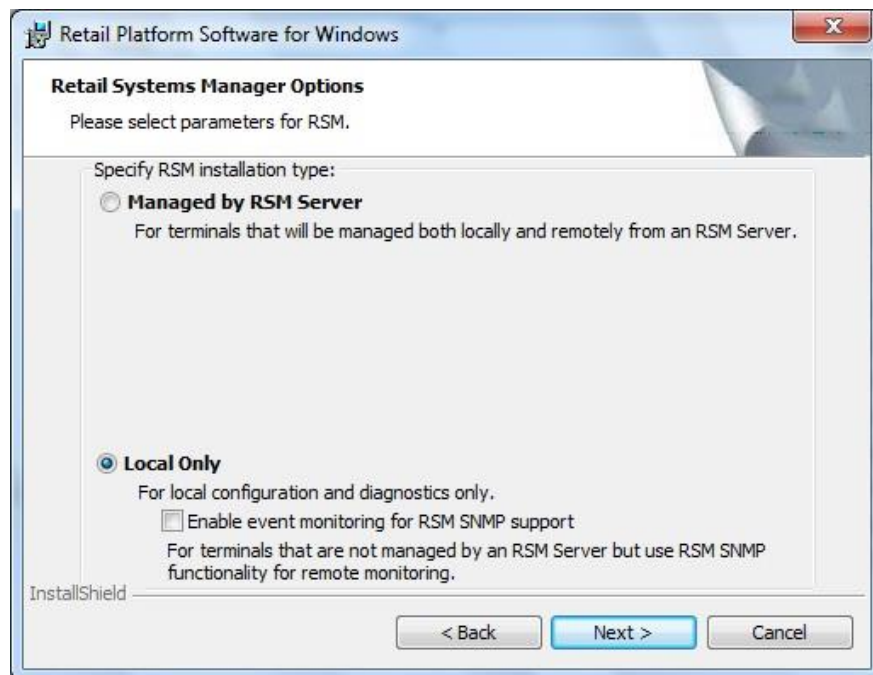 Retail Platform Software for Windows
Retail Systems Manager Options
Please select parameters for RSM.
Specify RSM installation type:
Managed by RSM Server
For terminals that will be managed both locally and remotely from an RSM Server.
Local Only
For local configuration and diagnostics only.
Enable event monitoring for RSM SNMP support
For terminals that are not managed by an RSM Server but use RSM SNMP
functionality for remote monitoring.
InstallShield
< Back Next > Cancel